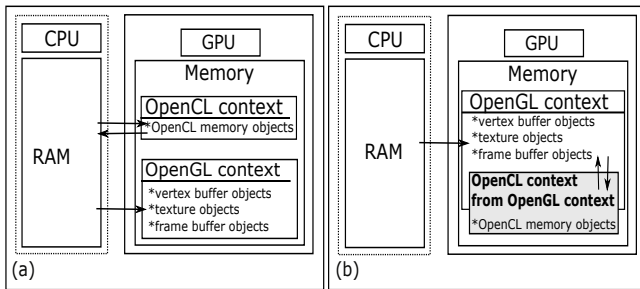 CPU
RAM
GPU
Memory
OpenCL context
*OpenCL memory objects
OpenGL context
*vertex buffer objects
*texture objects
*frame buffer objects
(a)
CPU
RAM
GPU
Memory
OpenGL context
*vertex buffer objects
*texture objects
*frame buffer objects
OpenCL context
from OpenGL context
*OpenCL memory objects
(b)